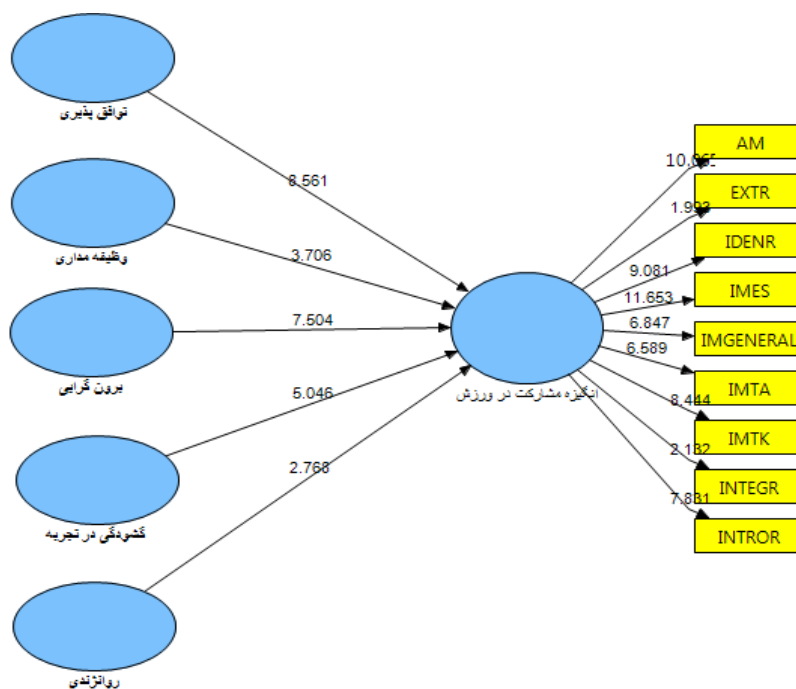 توافق پذیری
8.561
وظیفه مداری
3.706
برون گرایی
7.504
گشودگی در تجربه
5.046
روانژندی
2.768
انگیزه مشارکت در ورزش
10.065
AM
1.993
EXTR
9.081
IDENR
11.653
IMES
6.847
IMGENERAL
6.589
IMTA
8.444
IMTK
2.132
INTEGR
7.831
INTROR